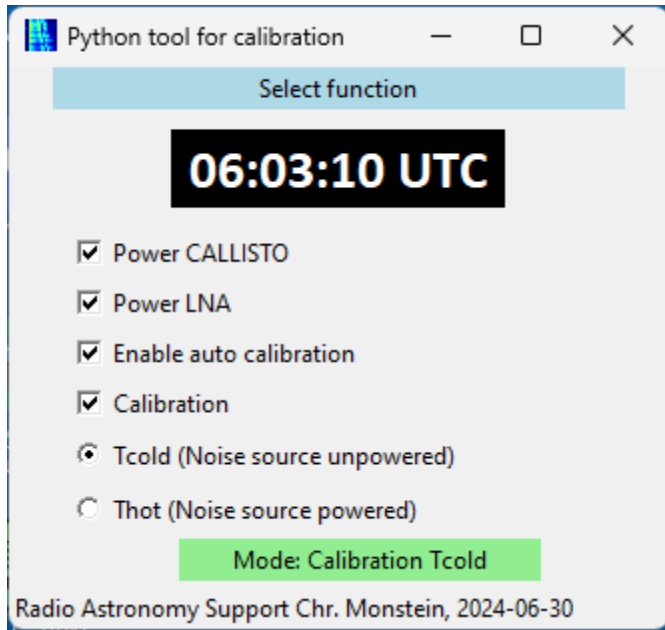 Python tool for calibration
Select function
06:03:10 UTC
Power CALLISTO
Power LNA
Enable auto calibration
Calibration
Tcold (Noise source unpowered)
Thot (Noise source powered)
Mode: Calibration Tcold
Radio Astronomy Support Chr. Monstein, 2024-06-30